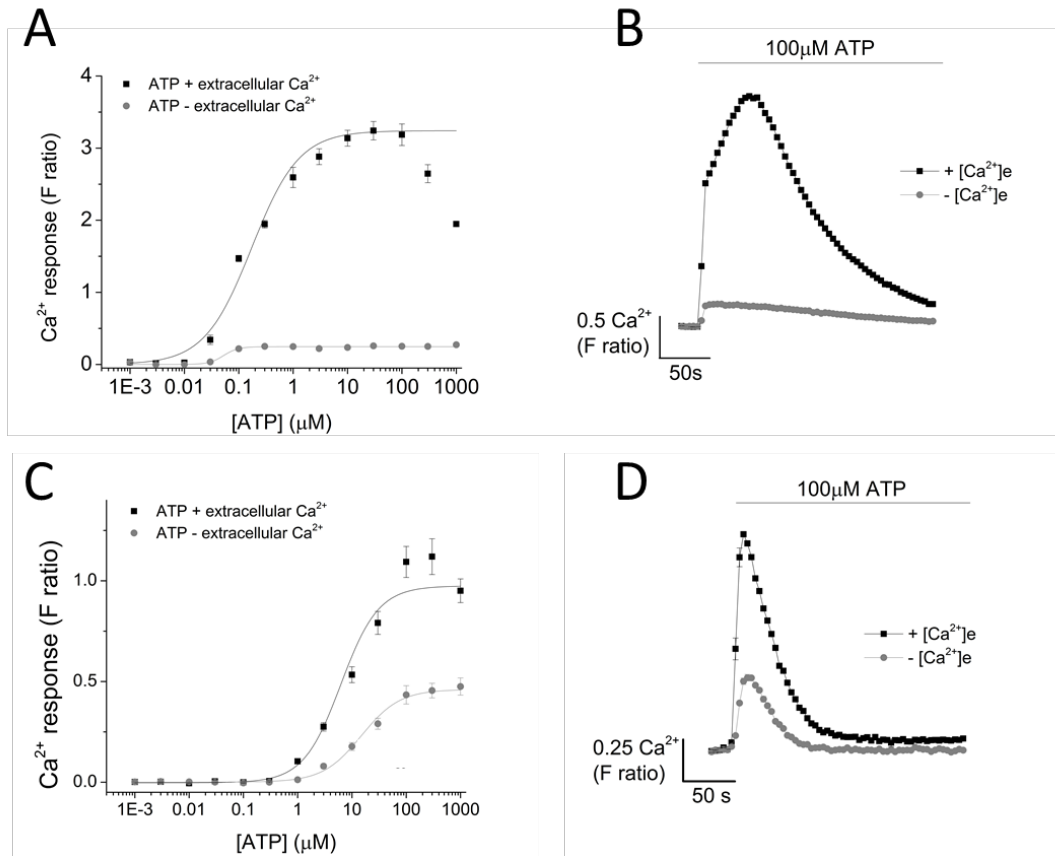 A
ATP + extracellular Ca²⁺
ATP - extracellular Ca²⁺
Ca²⁺ response (F ratio)
4
3
2
1
0
1E-3 0.01 0.1 1 10 100 1000
[ATP] (μM)
B
100μM ATP
+ [Ca²⁺]e
- [Ca²⁺]e
0.5 Ca²⁺
(F ratio)
50s
C
ATP + extracellular Ca²⁺
ATP - extracellular Ca²⁺
Ca²⁺ response (F ratio)
1.0
0.5
0.0
1E-3 0.01 0.1 1 10 100 1000
[ATP] (μM)
D
100μM ATP
+ [Ca²⁺]e
- [Ca²⁺]e
0.25 Ca²⁺
(F ratio)
50 s